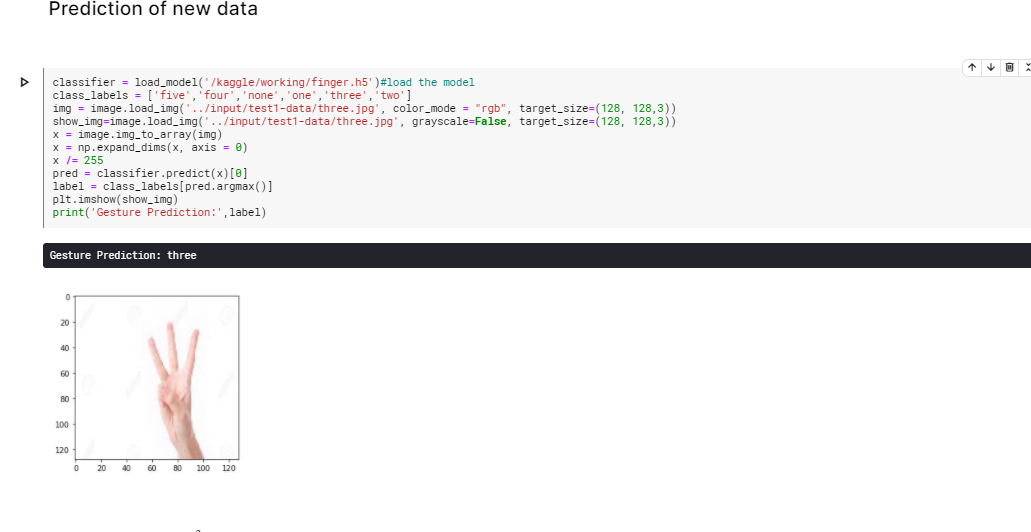 Prediction of new data
classifier = load_model('/kaggle/working/finger.h5')#load the model
class_labels = ['five','four','none','one','three','two']
img = image.load_img('../input/test1-data/three.jpg', color_mode = "rgb", target_size=(128, 128,3))
show_img=image.load_img('../input/test1-data/three.jpg', grayscale=False, target_size=(128, 128,3))
x = image.img_to_array(img)
x = np.expand_dims(x, axis = 0)
x /= 255
pred = classifier.predict(x)[0]
label = class_labels[pred.argmax()]
plt.imshow(show_img)
print('Gesture Prediction:',label)
Gesture Prediction: three
0
20
40
60
80
100
120
0 20 40 60 80 100 120